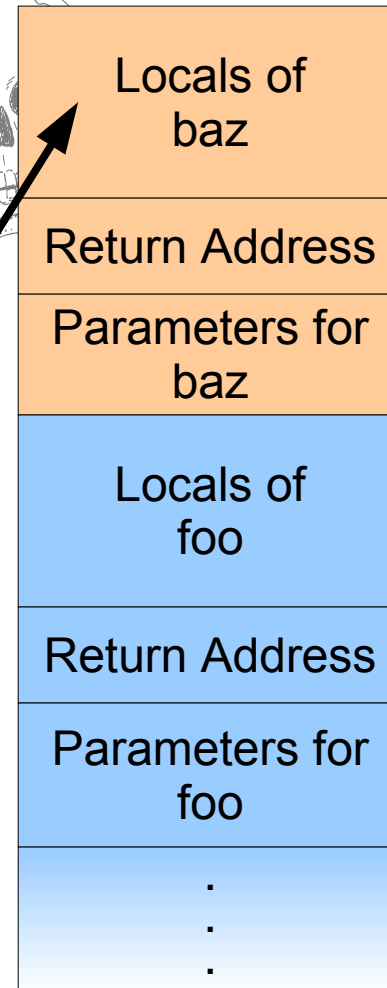 Locals of
baz
Return Address
Parameters for
baz
Locals of
foo
Return Address
Parameters for
foo
.
.
.